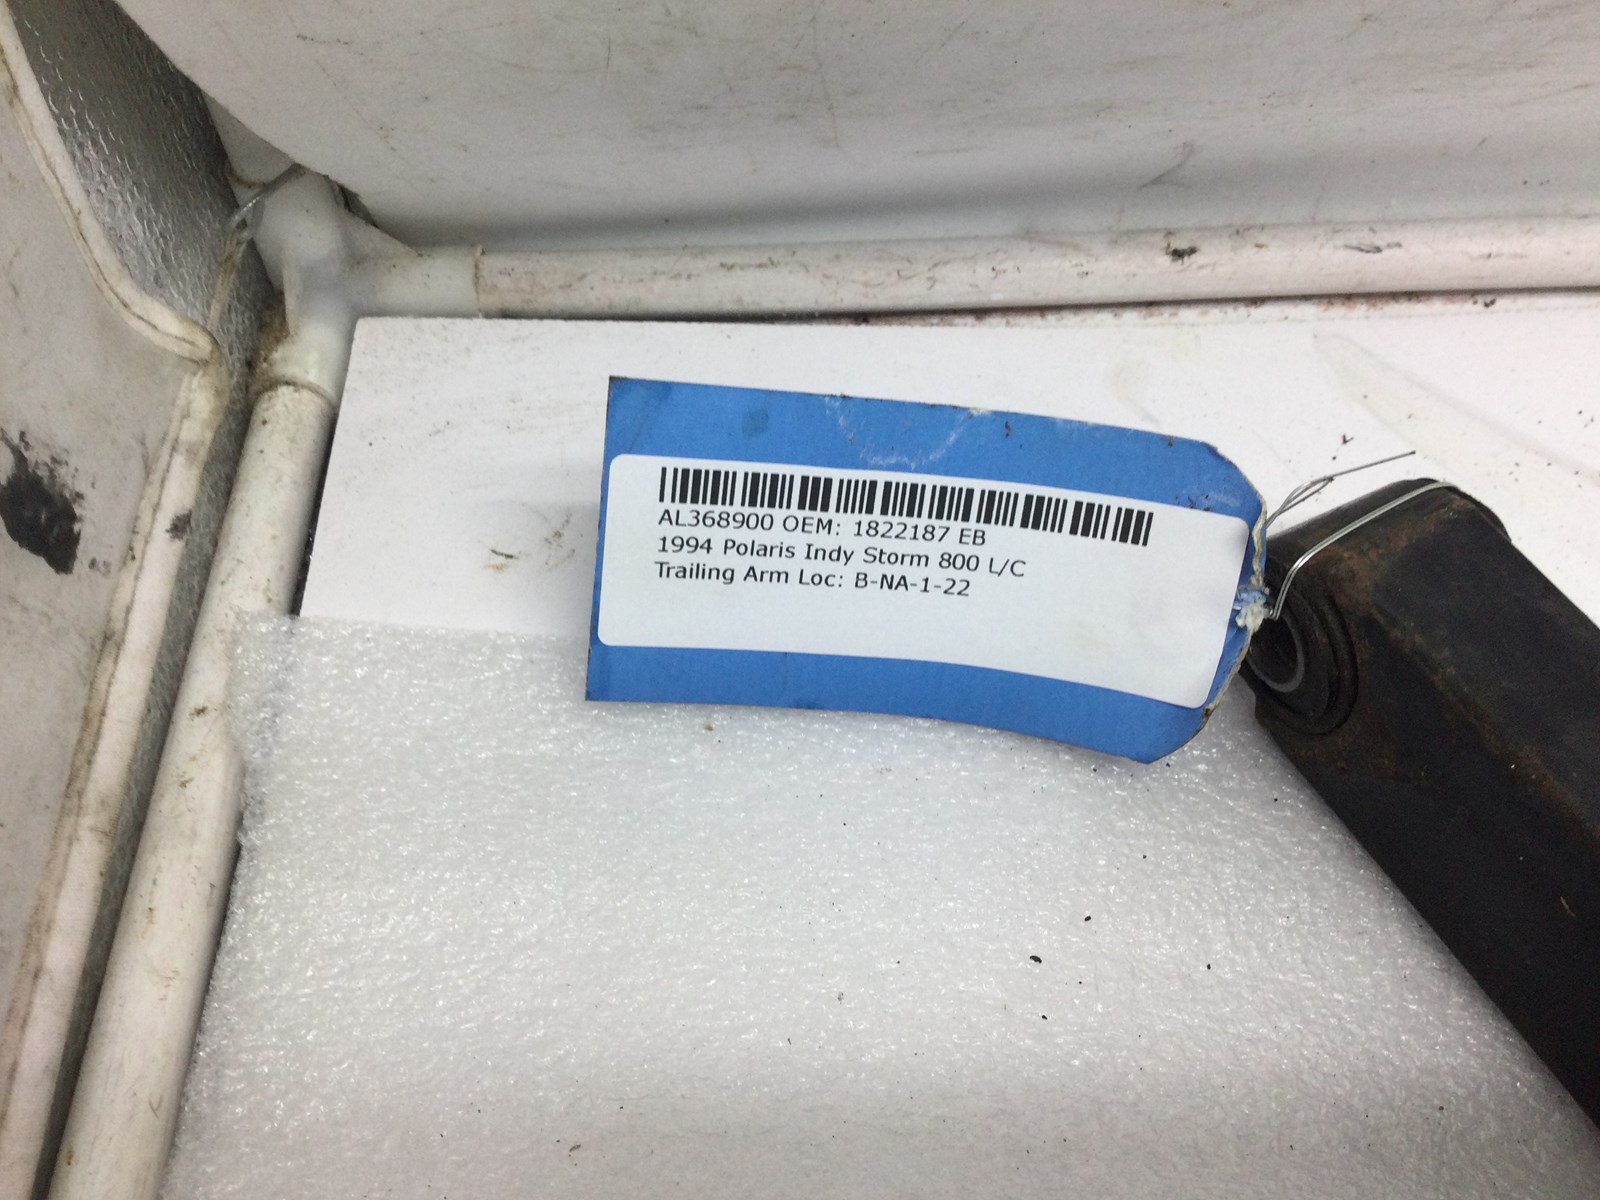 AL368900 OEM: 1822187 EB
1994 Polaris Indy Storm 800 L/C
Trailing Arm Loc: B-NA-1-22